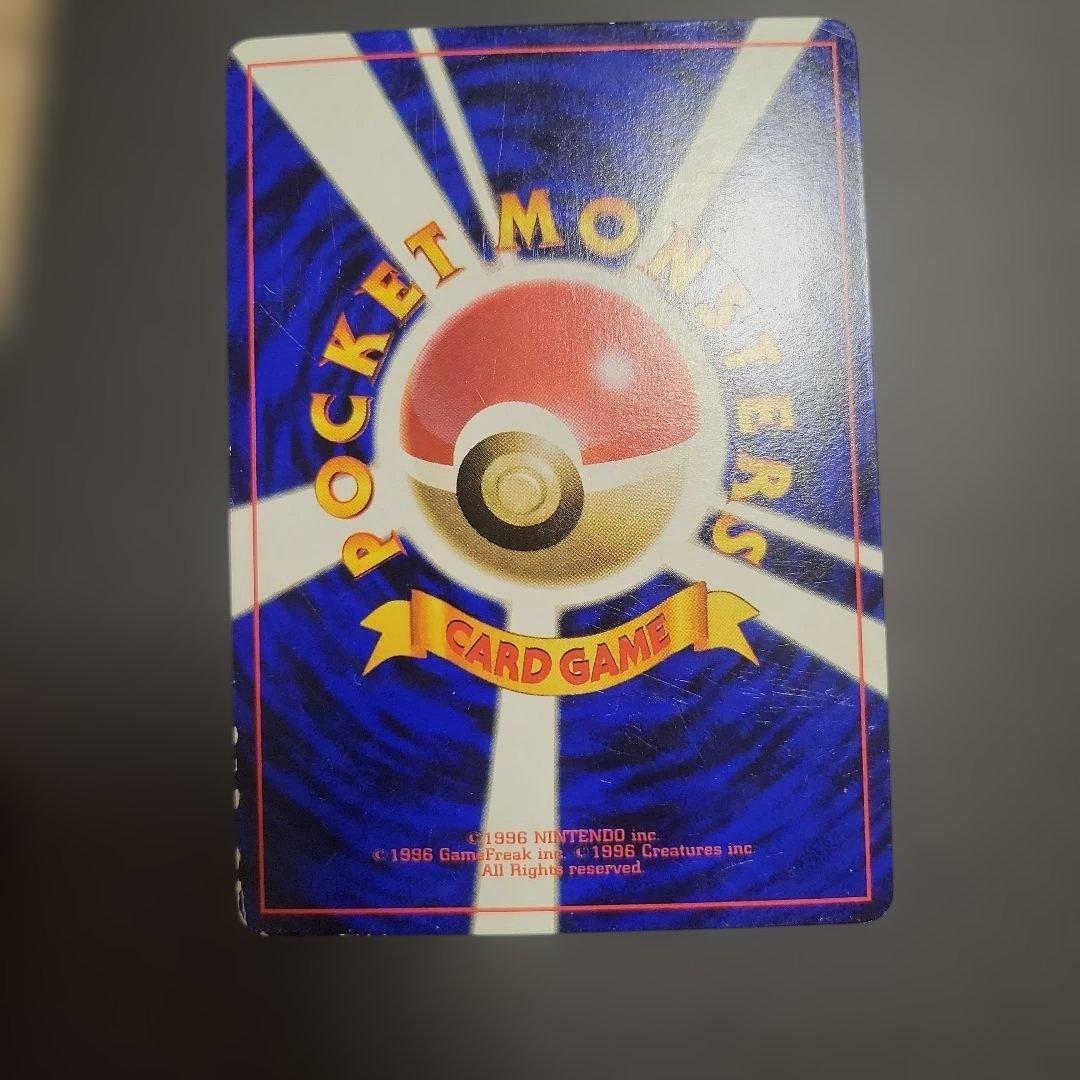 POCKET MONSTERS
CARD GAME
©1996 NINTENDO inc.
©1996 GameFreak inc. ©1996 Creatures inc.
All Rights reserved.